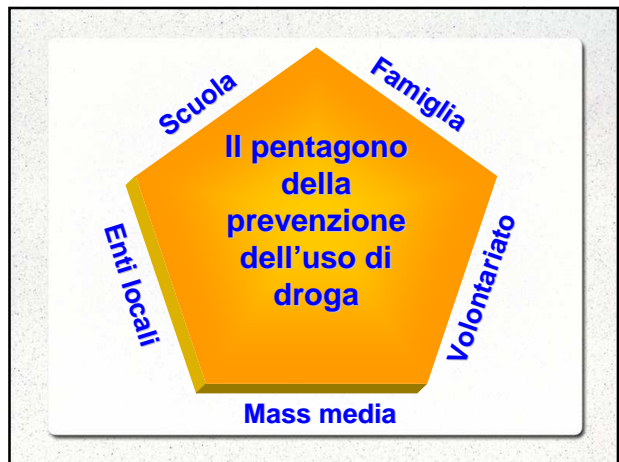 Scuola
Famiglia
Il pentagono
della
prevenzione
dell'uso di
droga
Enti locali
Volontariato
Mass media